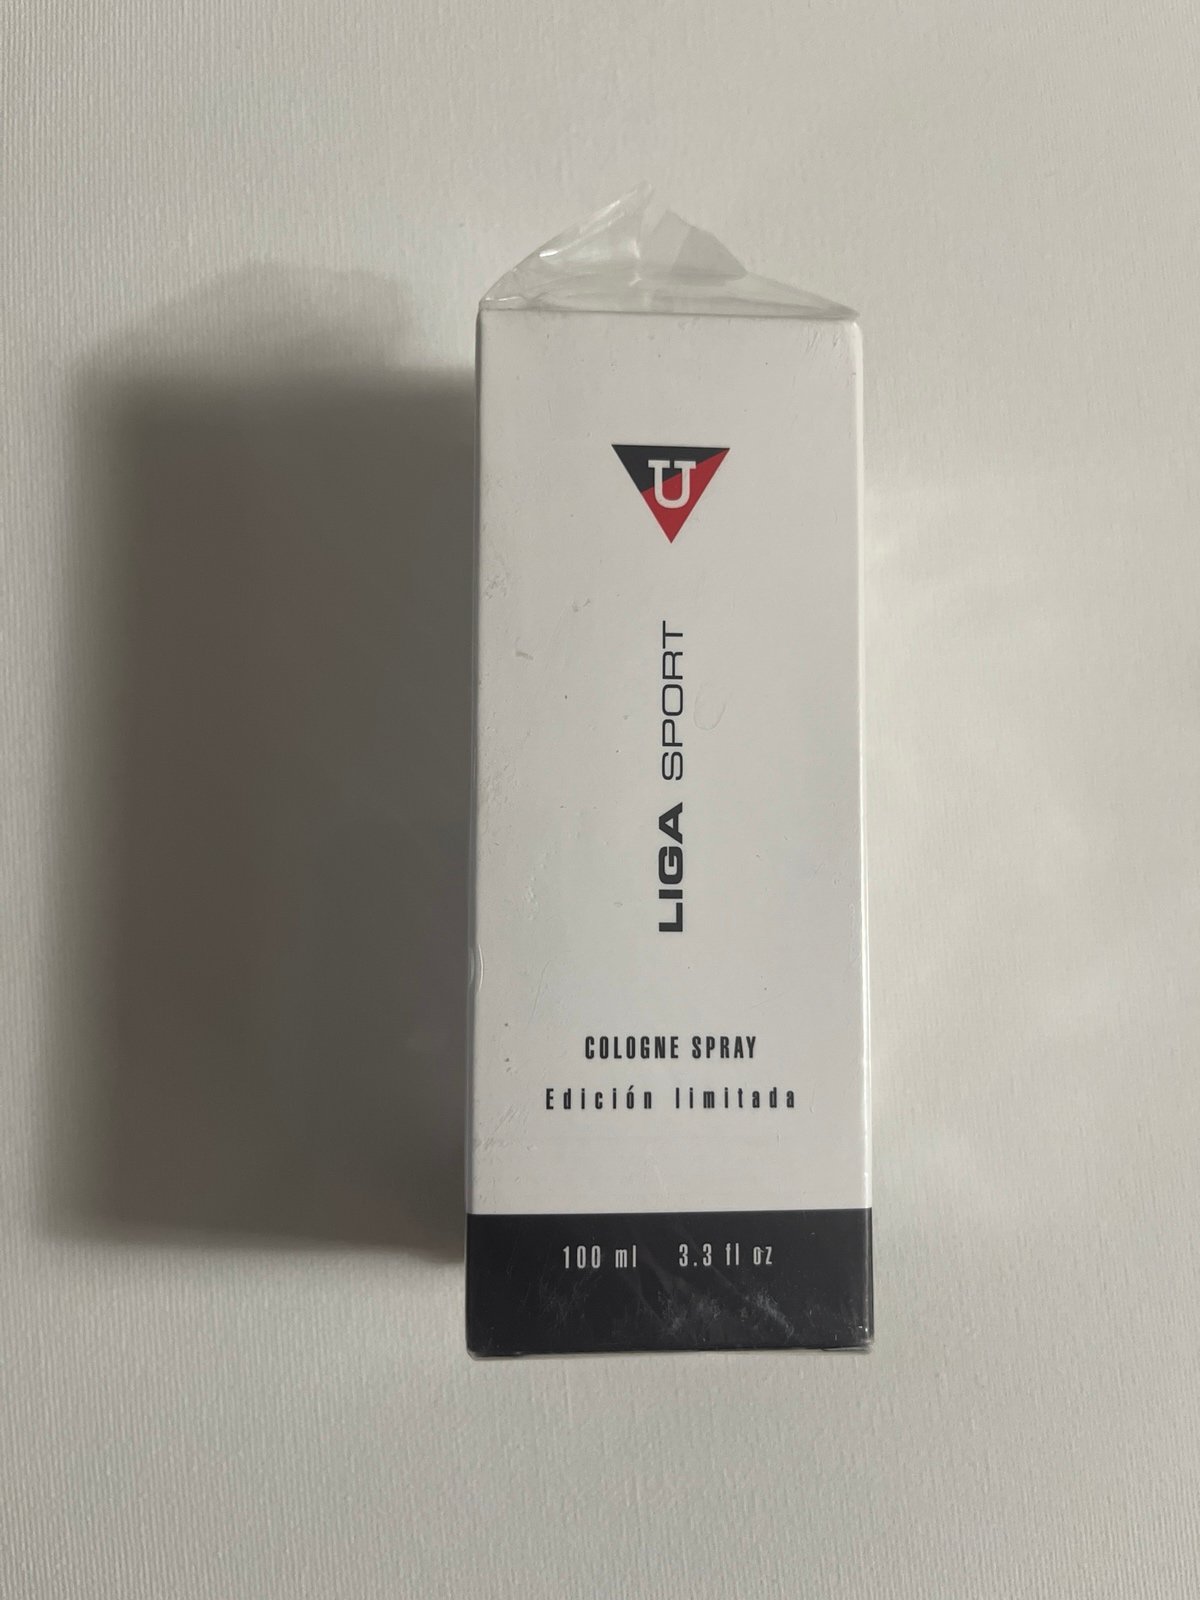 U
LIGA SPORT
COLOGNE SPRAY
Edición limitada
100 ml 3.3 fl oz